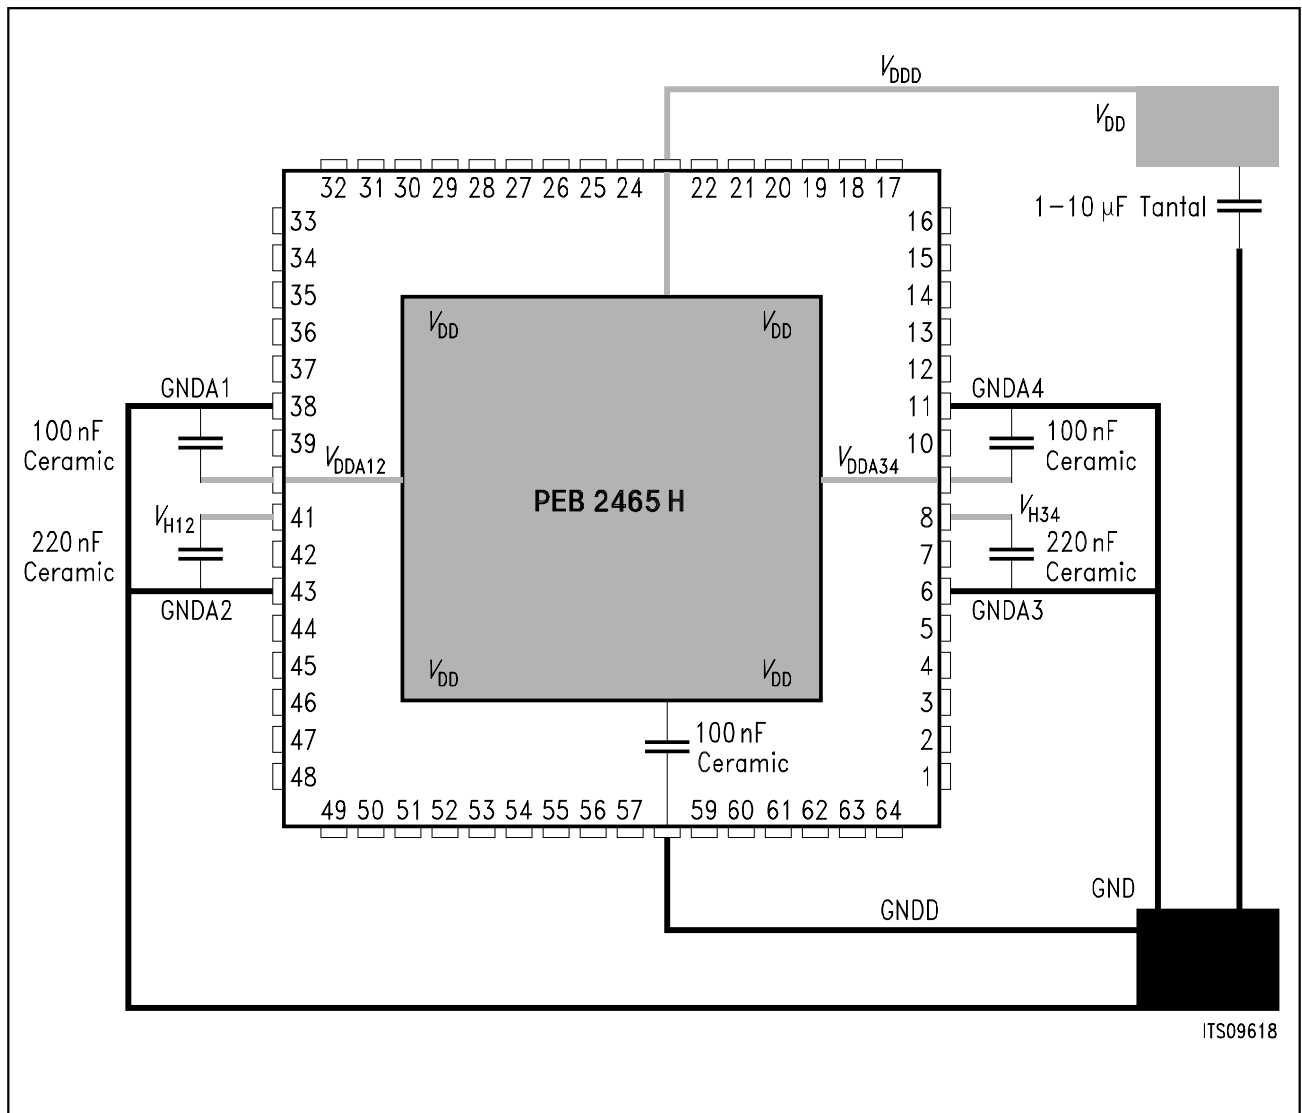 VDDD
VDD
1-10 μF Tantal
32 31 30 29 28 27 26 25 24 22 21 20 19 18 17
33
34
35
36
37
38
39
41
42
43
44
45
46
47
48
16
15
14
13
12
11
10
8
7
6
5
4
3
2
1
VDD VDD
GNDA1
100 nF
Ceramic
VDDA12
VH12
220 nF
Ceramic
GNDA2
PEB 2465 H
VDDA34
GNDA4
100 nF
Ceramic
VH34
220 nF
Ceramic
GNDA3
VDD VDD
100 nF
Ceramic
49 50 51 52 53 54 55 56 57 59 60 61 62 63 64
GND
GNDD
ITS09618